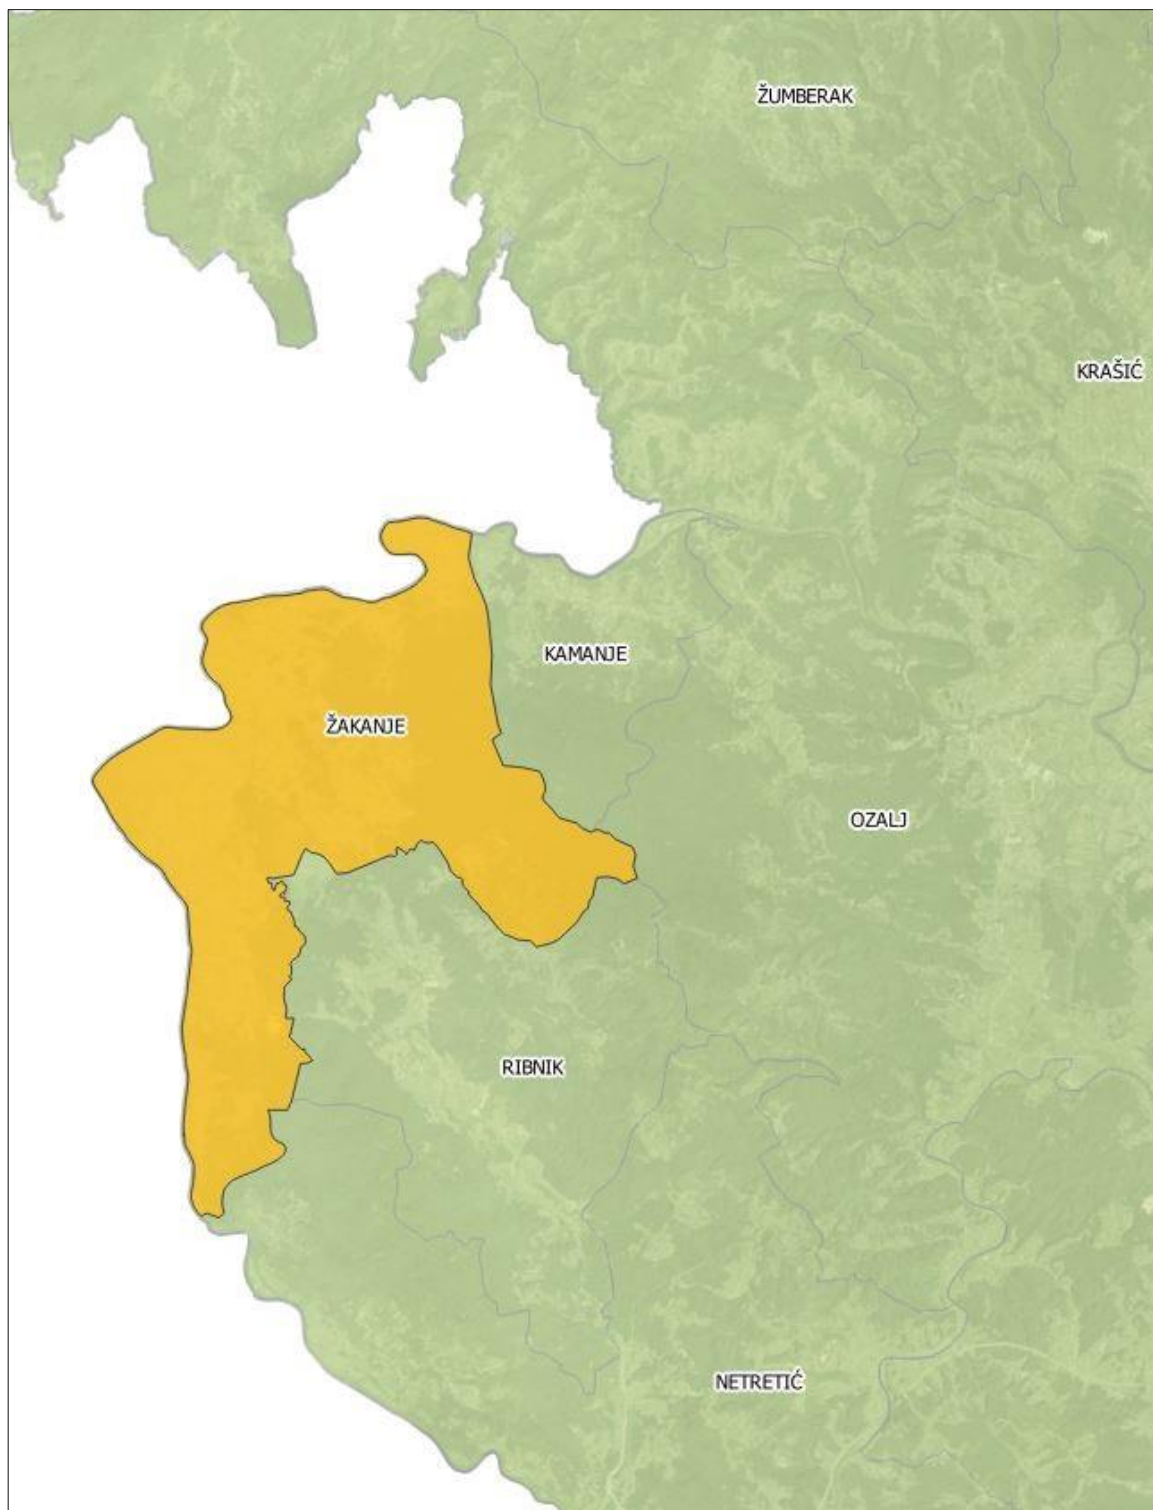 ŽUMBERAK
KRAŠIĆ
KAMANJE
ŽAKANJE
OZALJ
RIBNIK
NETRETIĆ